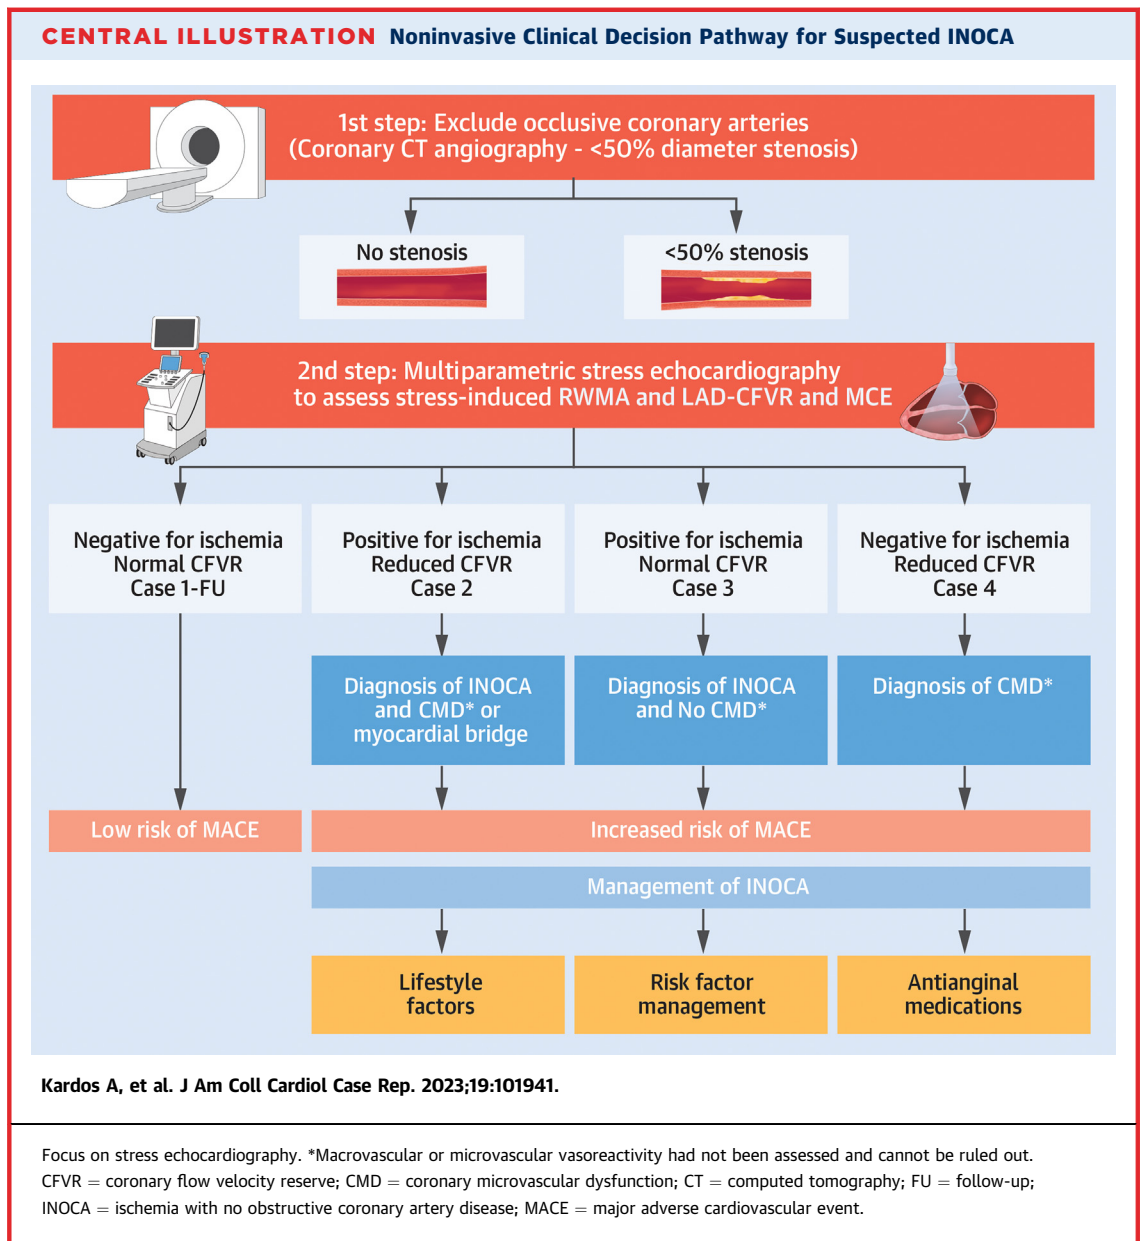 CENTRAL ILLUSTRATION Noninvasive Clinical Decision Pathway for Suspected INOCA
1st step: Exclude occlusive coronary arteries
(Coronary CT angiography - <50% diameter stenosis)
No stenosis
<50% stenosis
2nd step: Multiparametric stress echocardiography
to assess stress-induced RWMA and LAD-CFVR and MCE
Negative for ischemia
Normal CFVR
Case 1-FU
Positive for ischemia
Reduced CFVR
Case 2
Positive for ischemia
Normal CFVR
Case 3
Negative for ischemia
Reduced CFVR
Case 4
Diagnosis of INOCA
and CMD* or
myocardial bridge
Diagnosis of INOCA
and No CMD*
Diagnosis of CMD*
Low risk of MACE
Increased risk of MACE
Management of INOCA
Lifestyle
factors
Risk factor
management
Antianginal
medications
Kardos A, et al. J Am Coll Cardiol Case Rep. 2023;19:101941.
Focus on stress echocardiography. *Macrovascular or microvascular vasoreactivity had not been assessed and cannot be ruled out.
CFVR = coronary flow velocity reserve; CMD = coronary microvascular dysfunction; CT = computed tomography; FU = follow-up;
INOCA = ischemia with no obstructive coronary artery disease; MACE = major adverse cardiovascular event.